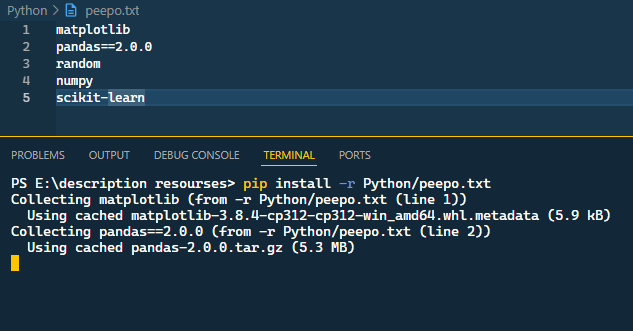 Python > peepo.txt
1 matplotlib
2 pandas==2.0.0
3 random
4 numpy
5 scikit-learn
PROBLEMS OUTPUT DEBUG CONSOLE TERMINAL PORTS
PS E:\description resourses> pip install -r Python/peepo.txt
Collecting matplotlib (from -r Python/peepo.txt (line 1))
  Using cached matplotlib-3.8.4-cp312-cp312-win_amd64.whl.metadata (5.9 kB)
Collecting pandas==2.0.0 (from -r Python/peepo.txt (line 2))
  Using cached pandas-2.0.0.tar.gz (5.3 MB)